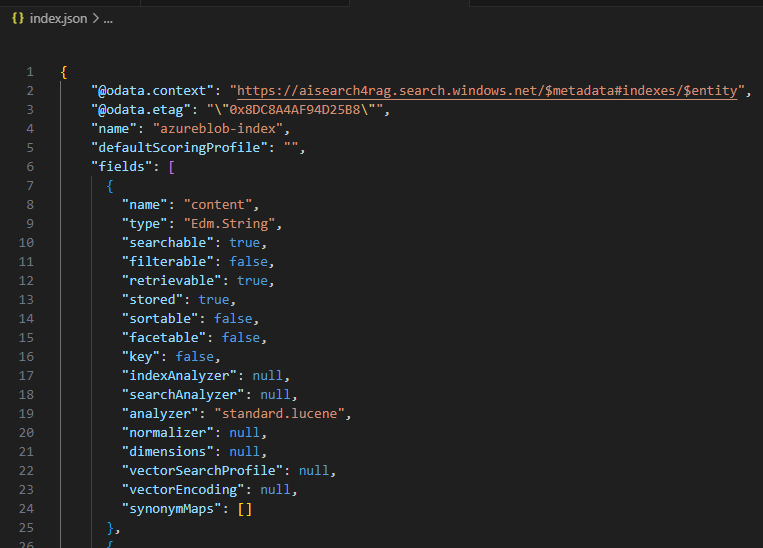 {} index.json > ...
1 {
2 "@odata.context": "https://aisearch4rag.search.windows.net/$metadata#indexes/$entity",
3 "@odata.etag": "\"0x8DC8A4AF94D25B8\"",
4 "name": "azureblob-index",
5 "defaultScoringProfile": "",
6 "fields": [
7 {
8 "name": "content",
9 "type": "Edm.String",
10 "searchable": true,
11 "filterable": false,
12 "retrievable": true,
13 "stored": true,
14 "sortable": false,
15 "facetable": false,
16 "key": false,
17 "indexAnalyzer": null,
18 "searchAnalyzer": null,
19 "analyzer": "standard.lucene",
20 "normalizer": null,
21 "dimensions": null,
22 "vectorSearchProfile": null,
23 "vectorEncoding": null,
24 "synonymMaps": []
25 },
26 {